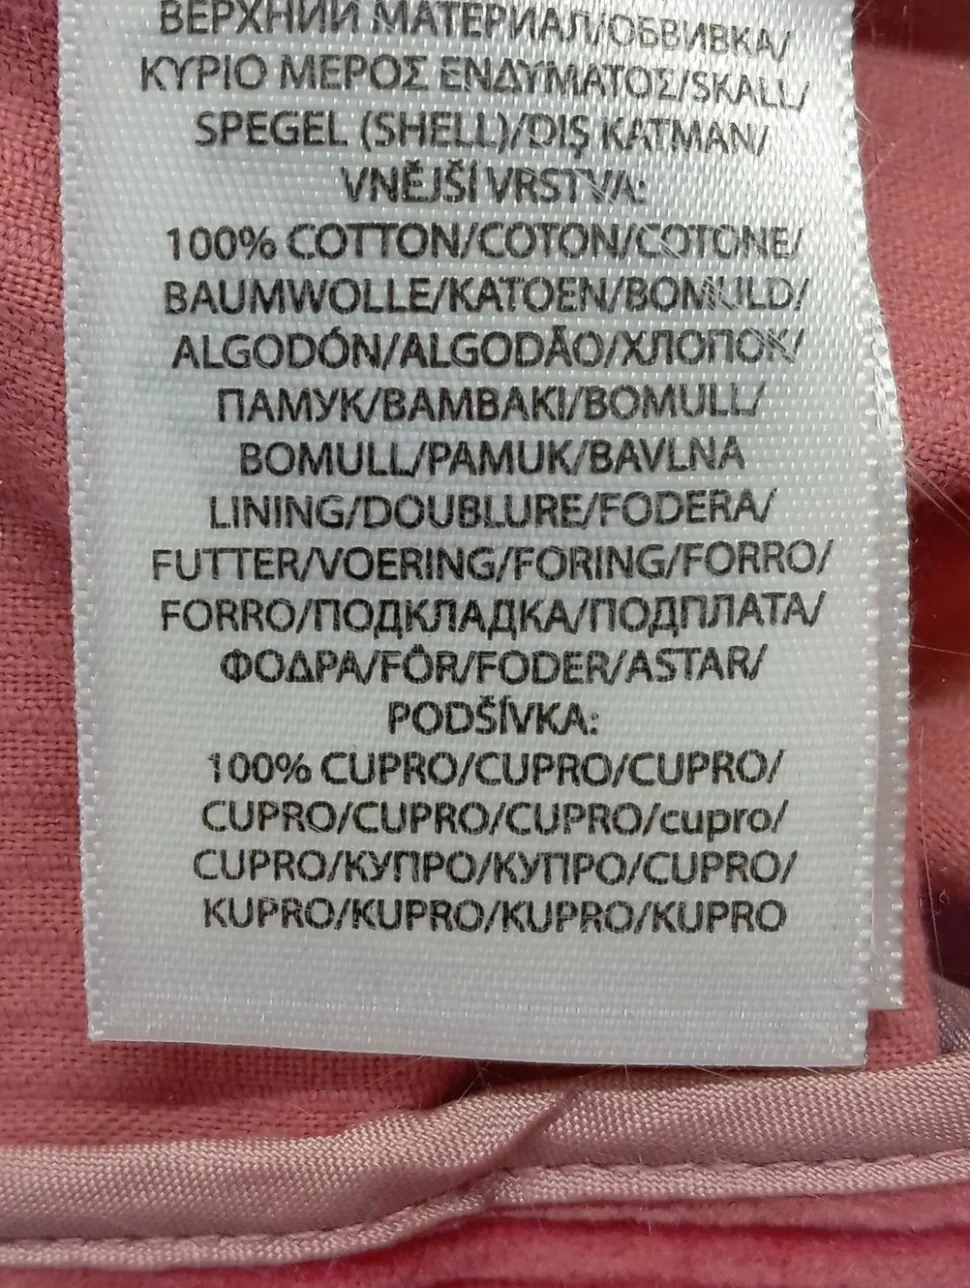 ВЕРХНИЙ МАТЕРИАЛ/ОБВИВКА/
ΚΥΡΙΟ ΜΕΡΟΣ ΕΝΔΥΜΑΤΟΣ/SKALL/
SPEGEL (SHELL)/DIŞ KATMAN/
VNĚJŠÍ VRSTVA:
100% COTTON/COTON/COTONE/
BAUMWOLLE/KATOEN/BOMULD/
ALGODÓN/ALGODÃO/ХЛОПОК/
ПАМУК/ΒΑΜΒΑΚΙ/BOMULL/
BOMULL/PAMUK/BAVLNA
LINING/DOUBLURE/FODERA/
FUTTER/VOERING/FORING/FORRO/
FORRO/ПОДКЛАДКА/ПОДПЛАТА/
ΦΟΔΡΑ/FÔR/FODER/ASTAR/
PODŠÍVKA:
100% CUPRO/CUPRO/CUPRO/
CUPRO/CUPRO/CUPRO/cupro/
CUPRO/КУПРО/КУПРО/CUPRO/
KUPRO/KUPRO/KUPRO/KUPRO